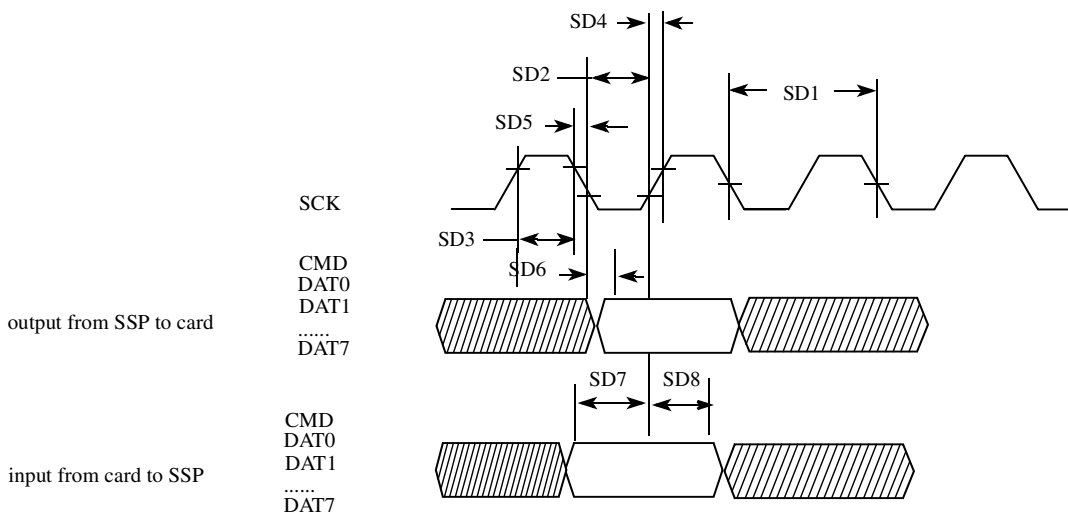 SD4
SD2
SD1
SD5
SCK
SD3
CMD
SD6
DAT0
output from SSP to card
DAT1
......
DAT7
SD7
SD8
CMD
DAT0
input from card to SSP
DAT1
......
DAT7